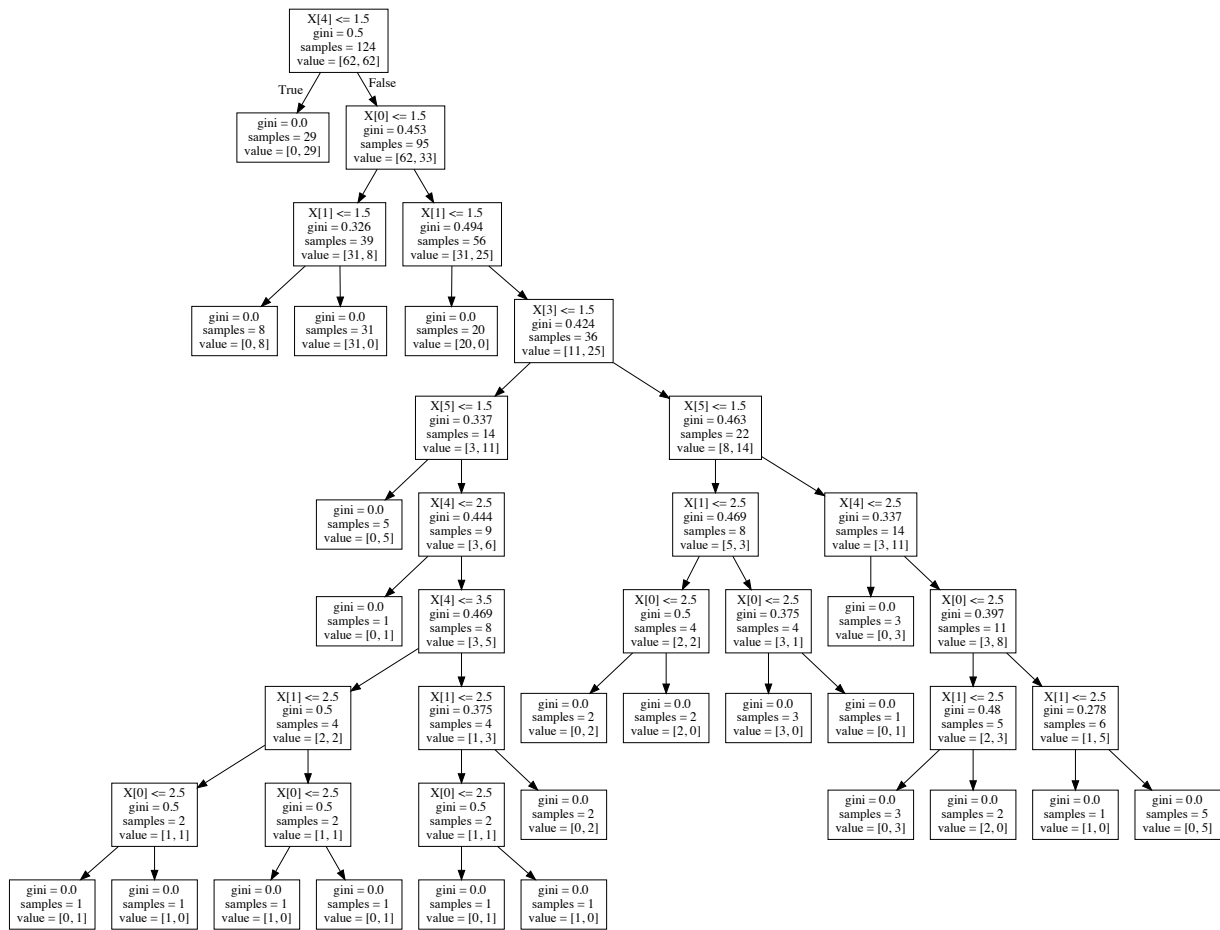 X[4] <= 1.5
gini = 0.5
samples = 124
value = [62, 62]
True
False
gini = 0.0
samples = 29
value = [0, 29]
X[0] <= 1.5
gini = 0.453
samples = 95
value = [62, 33]
X[1] <= 1.5
gini = 0.326
samples = 39
value = [31, 8]
X[1] <= 1.5
gini = 0.494
samples = 56
value = [31, 25]
gini = 0.0
samples = 8
value = [0, 8]
gini = 0.0
samples = 31
value = [31, 0]
gini = 0.0
samples = 20
value = [20, 0]
X[3] <= 1.5
gini = 0.424
samples = 36
value = [11, 25]
X[5] <= 1.5
gini = 0.337
samples = 14
value = [3, 11]
X[5] <= 1.5
gini = 0.463
samples = 22
value = [8, 14]
gini = 0.0
samples = 5
value = [0, 5]
X[4] <= 2.5
gini = 0.444
samples = 9
value = [3, 6]
X[1] <= 2.5
gini = 0.469
samples = 8
value = [5, 3]
X[4] <= 2.5
gini = 0.337
samples = 14
value = [3, 11]
gini = 0.0
samples = 1
value = [0, 1]
X[4] <= 3.5
gini = 0.469
samples = 8
value = [3, 5]
X[0] <= 2.5
gini = 0.5
samples = 4
value = [2, 2]
X[0] <= 2.5
gini = 0.375
samples = 4
value = [3, 1]
gini = 0.0
samples = 3
value = [0, 3]
X[0] <= 2.5
gini = 0.397
samples = 11
value = [3, 8]
X[1] <= 2.5
gini = 0.5
samples = 4
value = [2, 2]
X[1] <= 2.5
gini = 0.375
samples = 4
value = [1, 3]
gini = 0.0
samples = 2
value = [0, 2]
gini = 0.0
samples = 2
value = [2, 0]
gini = 0.0
samples = 3
value = [3, 0]
gini = 0.0
samples = 1
value = [0, 1]
X[1] <= 2.5
gini = 0.48
samples = 5
value = [2, 3]
X[1] <= 2.5
gini = 0.278
samples = 6
value = [1, 5]
X[0] <= 2.5
gini = 0.5
samples = 2
value = [1, 1]
X[0] <= 2.5
gini = 0.5
samples = 2
value = [1, 1]
X[0] <= 2.5
gini = 0.5
samples = 2
value = [1, 1]
gini = 0.0
samples = 2
value = [0, 2]
gini = 0.0
samples = 3
value = [0, 3]
gini = 0.0
samples = 2
value = [2, 0]
gini = 0.0
samples = 1
value = [1, 0]
gini = 0.0
samples = 5
value = [0, 5]
gini = 0.0
samples = 1
value = [0, 1]
gini = 0.0
samples = 1
value = [1, 0]
gini = 0.0
samples = 1
value = [1, 0]
gini = 0.0
samples = 1
value = [0, 1]
gini = 0.0
samples = 1
value = [0, 1]
gini = 0.0
samples = 1
value = [1, 0]